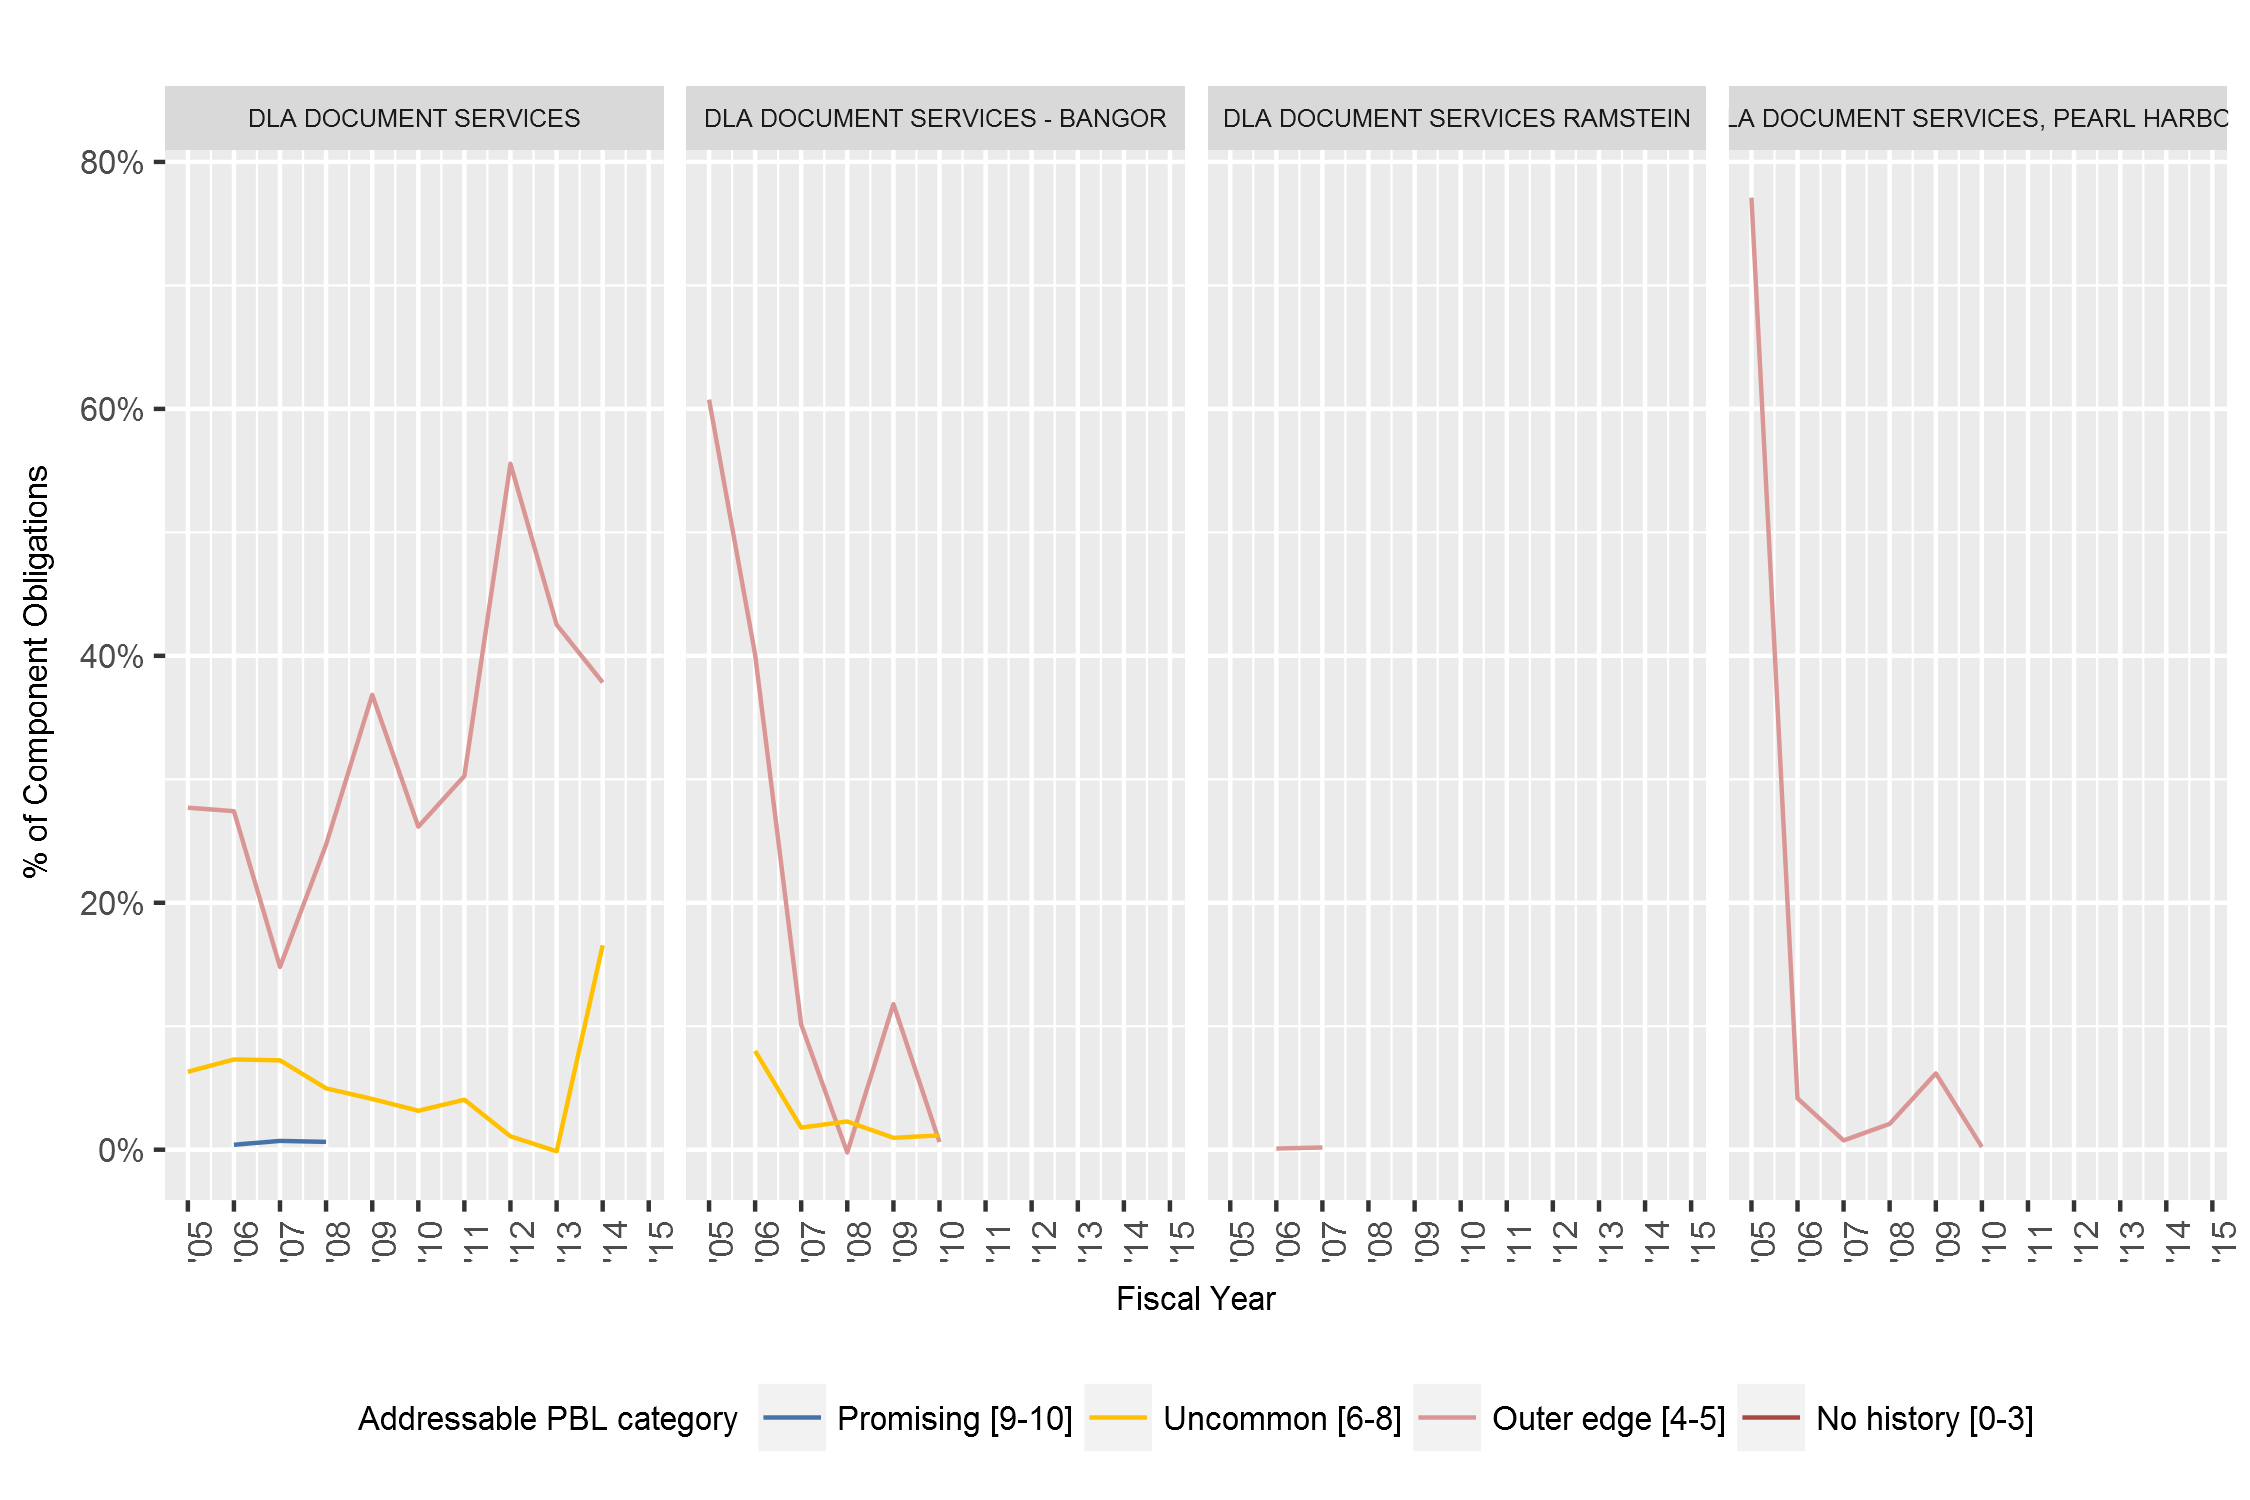 DLA DOCUMENT SERVICES
DLA DOCUMENT SERVICES - BANGOR
DLA DOCUMENT SERVICES RAMSTEIN
LA DOCUMENT SERVICES, PEARL HARBO
80%
60%
40%
20%
0%
% of Component Obligations
'05 '06 '07 '08 '09 '10 '11 '12 '13 '14 '15
'05 '06 '07 '08 '09 '10 '11 '12 '13 '14 '15
'05 '06 '07 '08 '09 '10 '11 '12 '13 '14 '15
'05 '06 '07 '08 '09 '10 '11 '12 '13 '14 '15
Fiscal Year
Addressable PBL category Promising [9-10] Uncommon [6-8] Outer edge [4-5] No history [0-3]